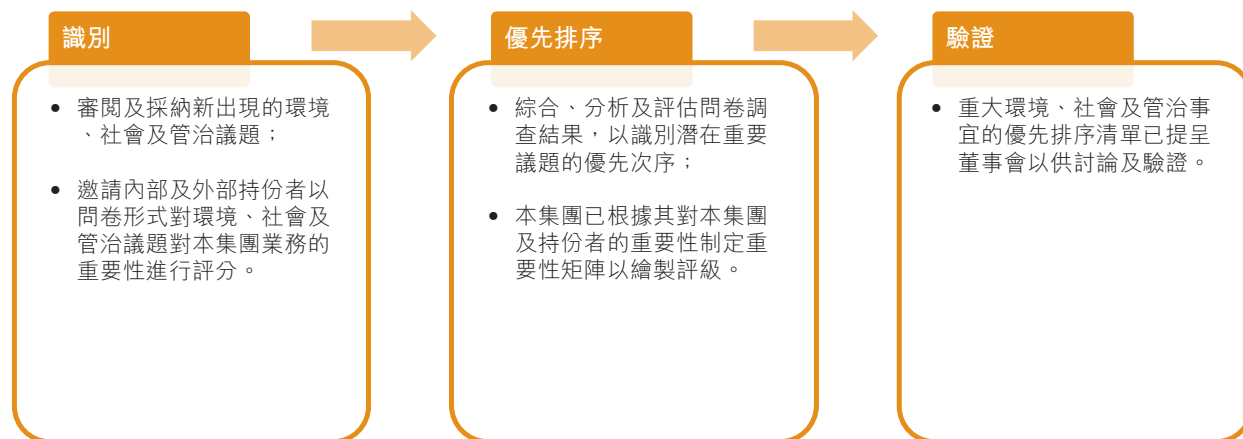 識別
• 審閱及採納新出現的環境
、社會及管治議題；
• 邀請內部及外部持份者以
問卷形式對環境、社會及
管治議題對本集團業務的
重要性進行評分。
優先排序
• 綜合、分析及評估問卷調
查結果，以識別潛在重要
議題的優先次序；
• 本集團已根據其對本集團
及持份者的重要性制定重
要性矩陣以繪製評級。
驗證
• 重大環境、社會及管治事
宜的優先排序清單已提呈
董事會以供討論及驗證。